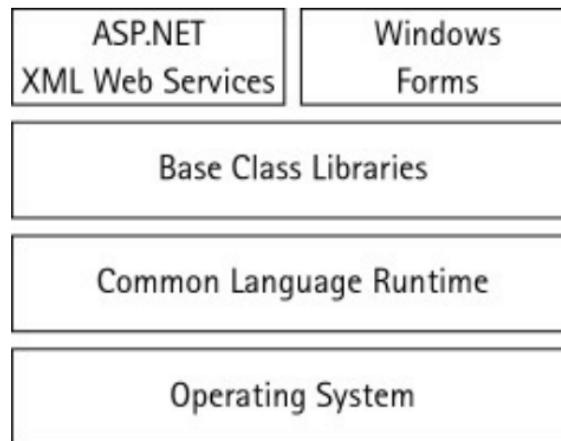 ASP.NET
XML Web Services
Windows
Forms
Base Class Libraries
Common Language Runtime
Operating System